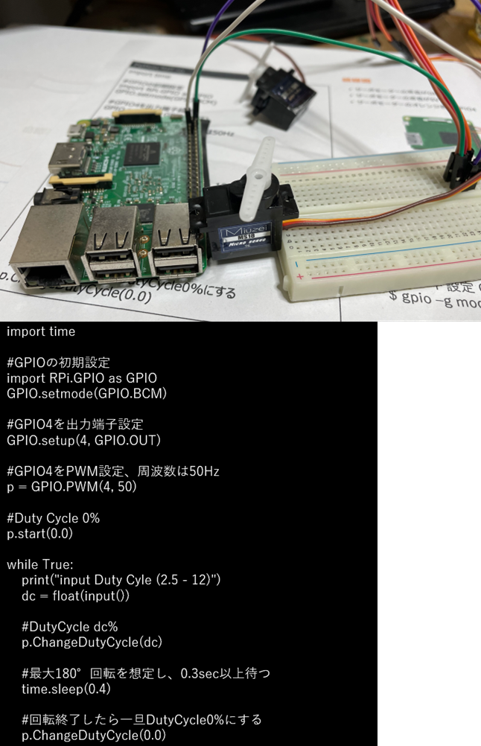 Miuzei
MS18
MICRO SERVO
9g
DutyCycle(0.0)
Cycle0%にする
$ gpio -g mod
import time
#GPIOの初期設定
import RPi.GPIO as GPIO
GPIO.setmode(GPIO.BCM)
#GPIO4を出力端子設定
GPIO.setup(4, GPIO.OUT)
#GPIO4をPWM設定、周波数は50Hz
p = GPIO.PWM(4, 50)
#Duty Cycle 0%
p.start(0.0)
while True:
print("input Duty Cyle (2.5 - 12)")
dc = float(input())
#DutyCycle dc%
p.ChangeDutyCycle(dc)
#最大180°回転を想定し、0.3sec以上待つ
time.sleep(0.4)
#回転終了したら一旦DutyCycle0%にする
p.ChangeDutyCycle(0.0)